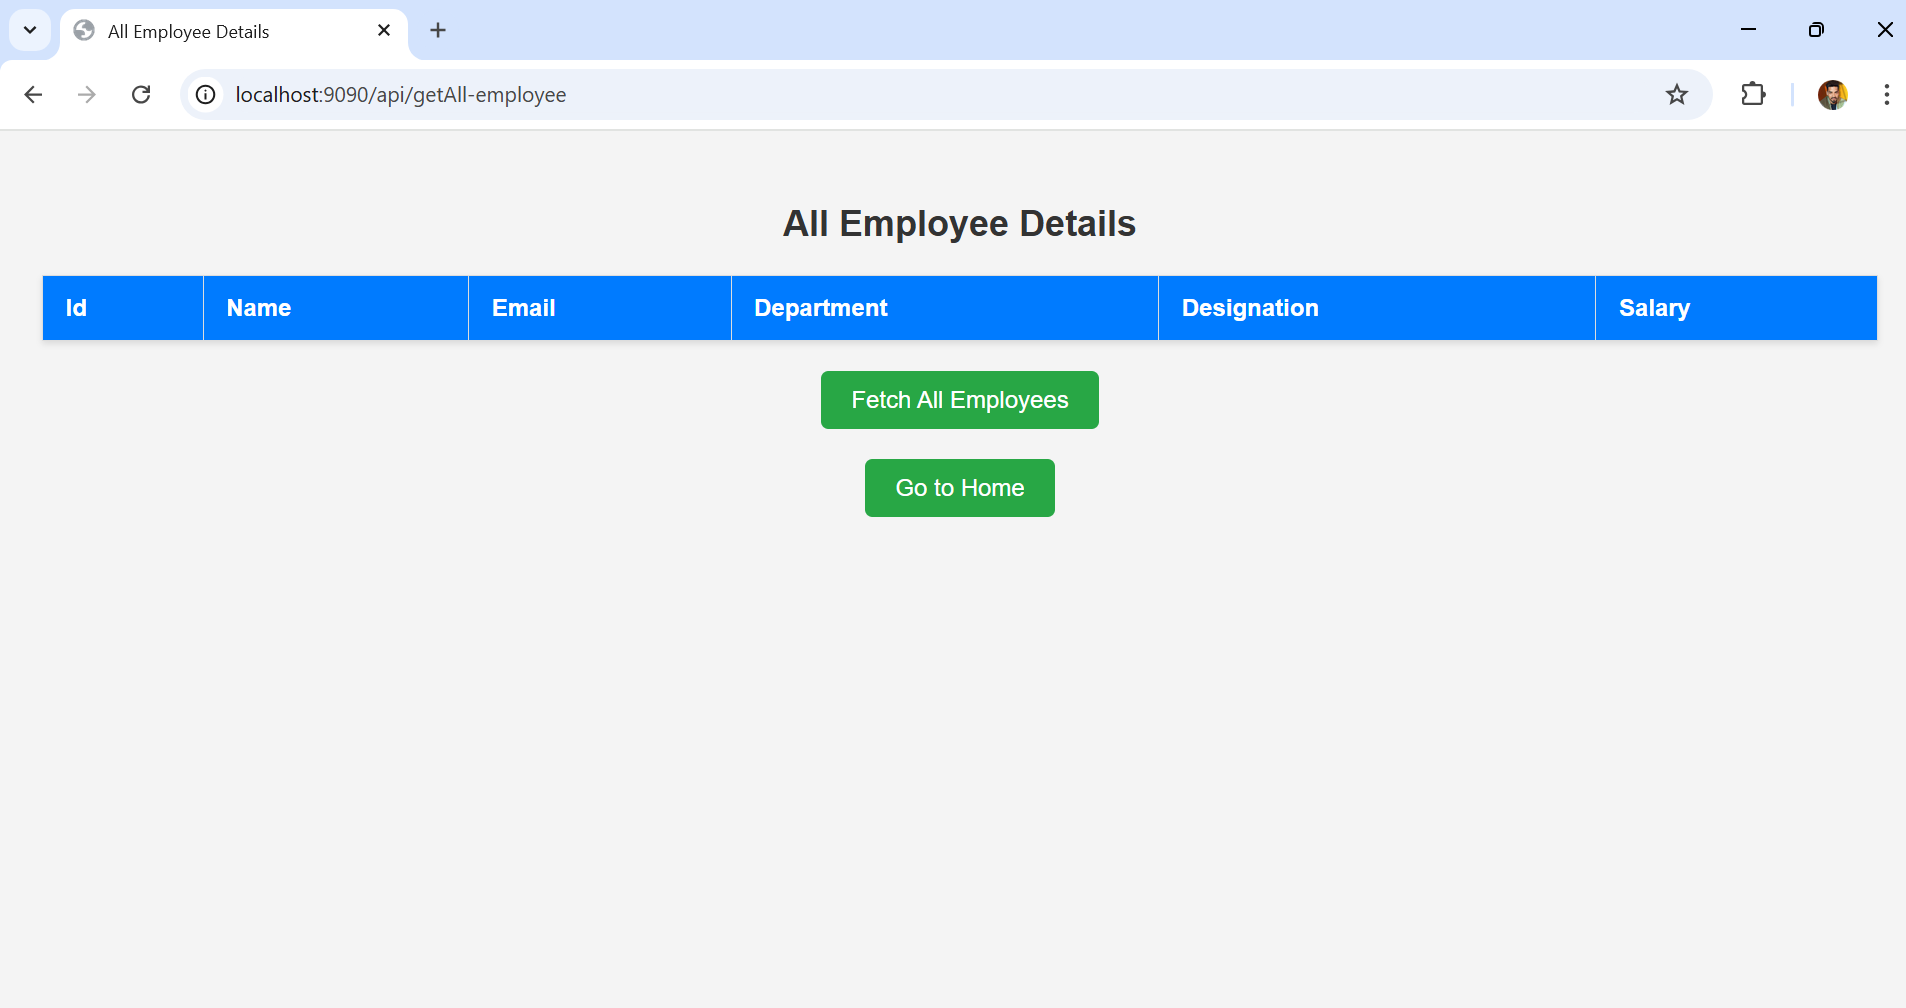 All Employee Details
localhost:9090/api/getAll-employee
All Employee Details
Id Name Email Department Designation Salary
Fetch All Employees
Go to Home